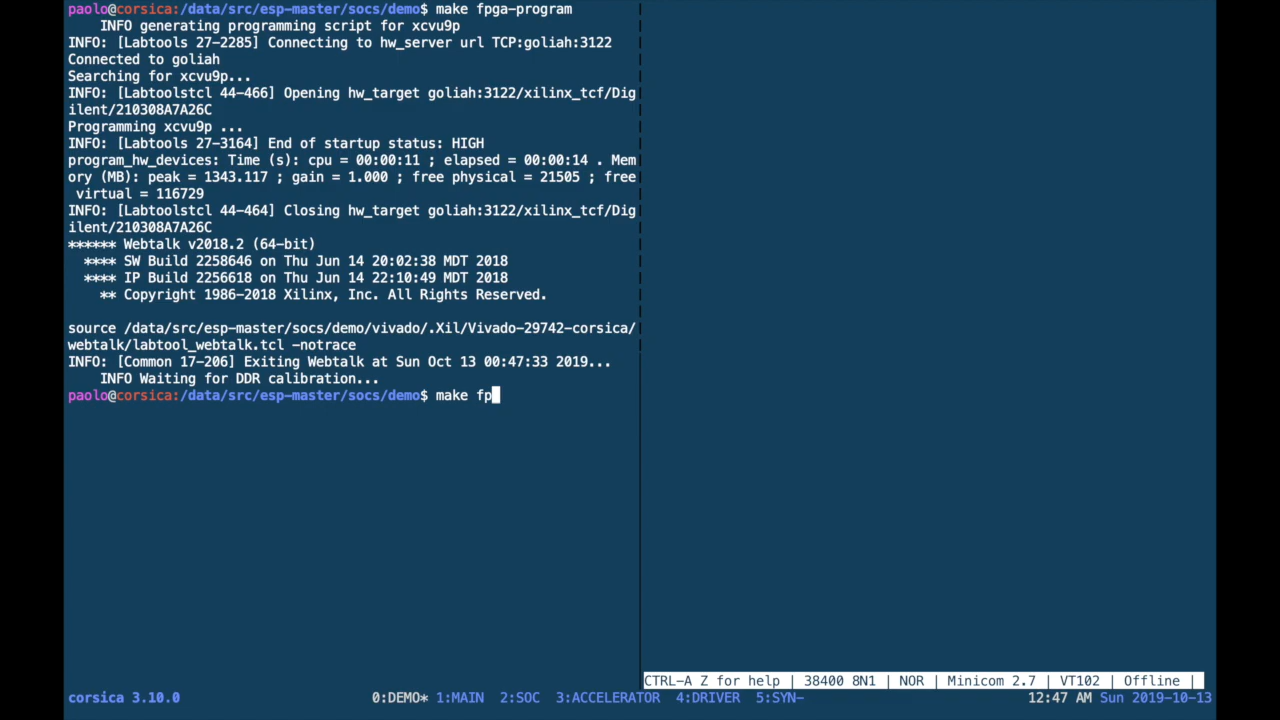 paolo@corsica:/data/src/esp-master/socs/demo$ make fpga-program
INFO generating programming script for xcvu9p
INFO: [Labtools 27-2285] Connecting to hw_server url TCP:goliah:3122
Connected to goliah
Searching for xcvu9p...
INFO: [Labtoolstcl 44-466] Opening hw_target goliah:3122/xilinx_tcf/Dig
ilent/210308A7A26C
Programming xcvu9p ...
INFO: [Labtools 27-3164] End of startup status: HIGH
program_hw_devices: Time (s): cpu = 00:00:11 ; elapsed = 00:00:14 . Mem
ory (MB): peak = 1343.117 ; gain = 1.000 ; free physical = 21505 ; free
virtual = 116729
INFO: [Labtoolstcl 44-464] Closing hw_target goliah:3122/xilinx_tcf/Dig
ilent/210308A7A26C
****** Webtalk v2018.2 (64-bit)
**** SW Build 2258646 on Thu Jun 14 20:02:38 MDT 2018
**** IP Build 2256618 on Thu Jun 14 22:10:49 MDT 2018
** Copyright 1986-2018 Xilinx, Inc. All Rights Reserved.
source /data/src/esp-master/socs/demo/vivado/.Xil/Vivado-29742-corsica/
webtalk/labtool_webtalk.tcl -notrace
INFO: [Common 17-206] Exiting Webtalk at Sun Oct 13 00:47:33 2019...
INFO Waiting for DDR calibration...
paolo@corsica:/data/src/esp-master/socs/demo$ make fp
CTRL-A Z for help | 38400 8N1 | NOR | Minicom 2.7 | VT102 | Offline |
corsica 3.10.0 0:DEMO* 1:MAIN 2:SOC 3:ACCELERATOR 4:DRIVER 5:SYN- 12:47 AM Sun 2019-10-13